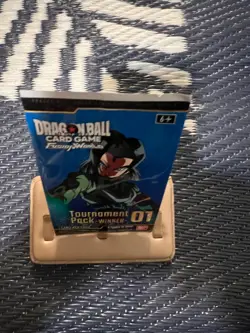 6+
DRAGON BALL
CARD GAME
Fusion World
Tournament
Pack -WINNER- 01